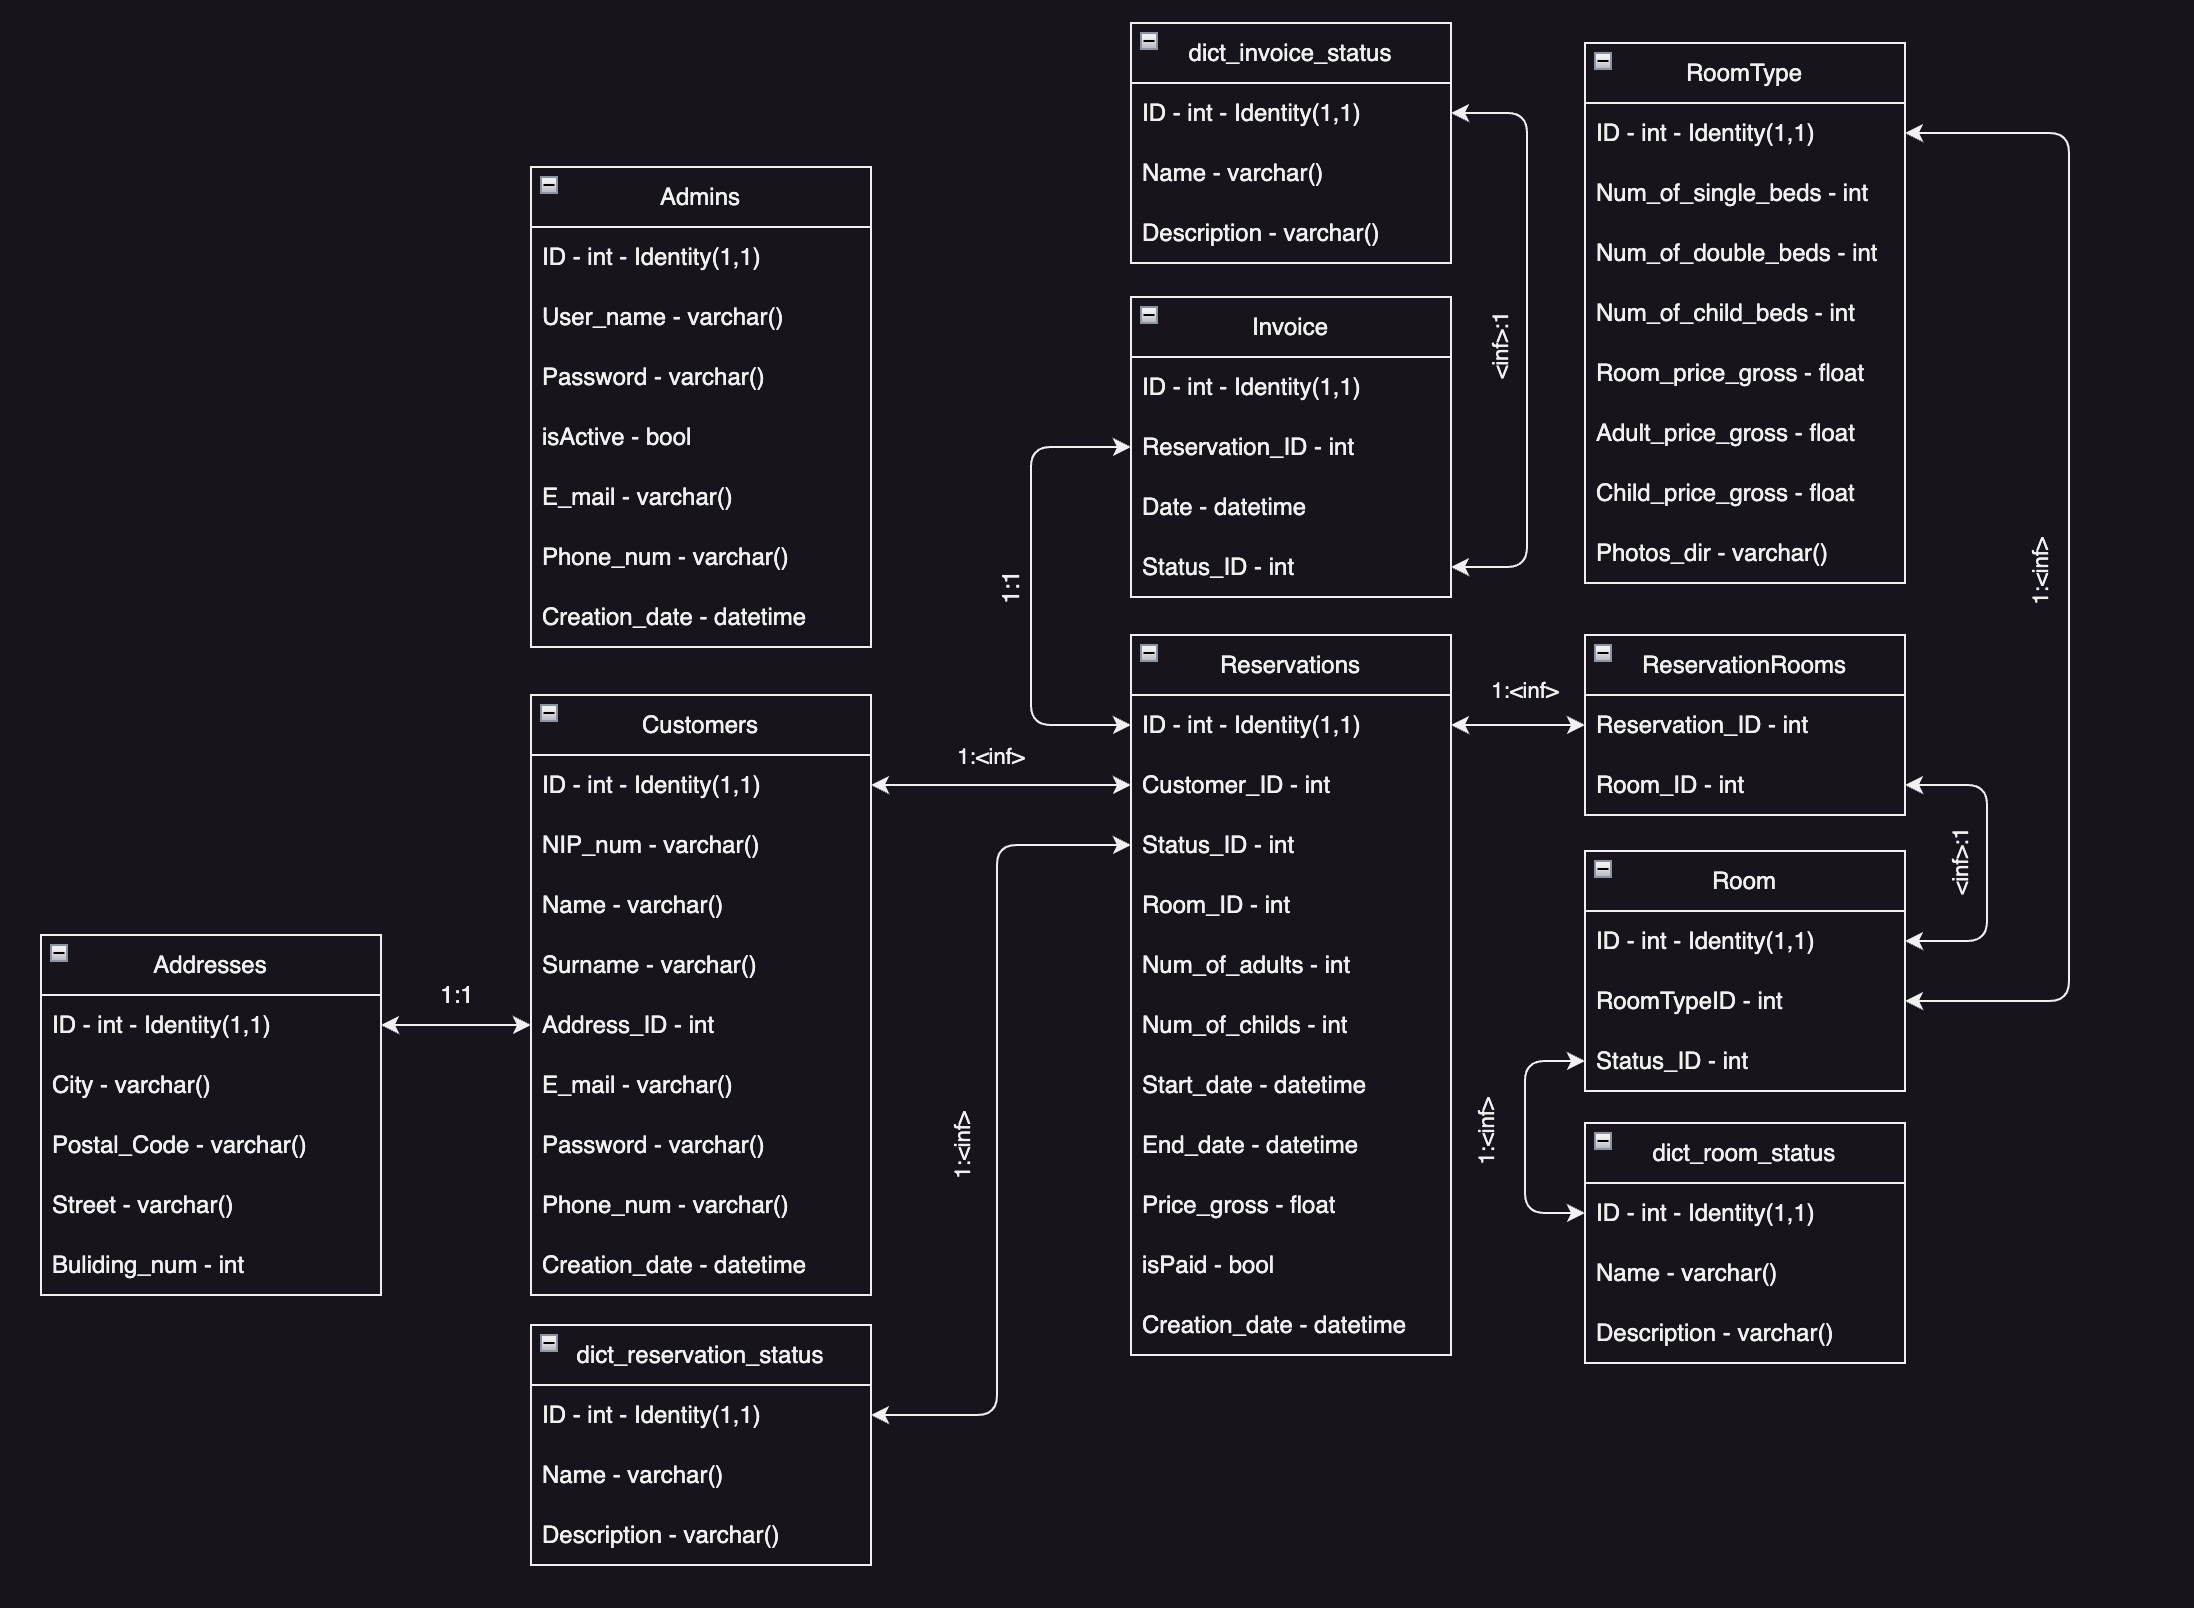 dict_invoice_status
ID - int - Identity(1,1)
Name - varchar()
Description - varchar()
RoomType
ID - int - Identity(1,1)
Num_of_single_beds - int
Num_of_double_beds - int
Num_of_child_beds - int
Room_price_gross - float
Adult_price_gross - float
Child_price_gross - float
Photos_dir - varchar()
Admins
ID - int - Identity(1,1)
User_name - varchar()
Password - varchar()
isActive - bool
E_mail - varchar()
Phone_num - varchar()
Creation_date - datetime
Invoice
ID - int - Identity(1,1)
Reservation_ID - int
Date - datetime
Status_ID - int
<inf>:1
1:<inf>
1:1
Customers
ID - int - Identity(1,1)
NIP_num - varchar()
Name - varchar()
Surname - varchar()
Address_ID - int
E_mail - varchar()
Password - varchar()
Phone_num - varchar()
Creation_date - datetime
1:<inf>
Reservations
ID - int - Identity(1,1)
Customer_ID - int
Status_ID - int
Room_ID - int
Num_of_adults - int
Num_of_childs - int
Start_date - datetime
End_date - datetime
Price_gross - float
isPaid - bool
Creation_date - datetime
1:<inf>
ReservationRooms
Reservation_ID - int
Room_ID - int
<inf>:1
Room
ID - int - Identity(1,1)
RoomTypeID - int
Status_ID - int
1:<inf>
dict_room_status
ID - int - Identity(1,1)
Name - varchar()
Description - varchar()
Addresses
ID - int - Identity(1,1)
City - varchar()
Postal_Code - varchar()
Street - varchar()
Buliding_num - int
1:1
1:<inf>
dict_reservation_status
ID - int - Identity(1,1)
Name - varchar()
Description - varchar()